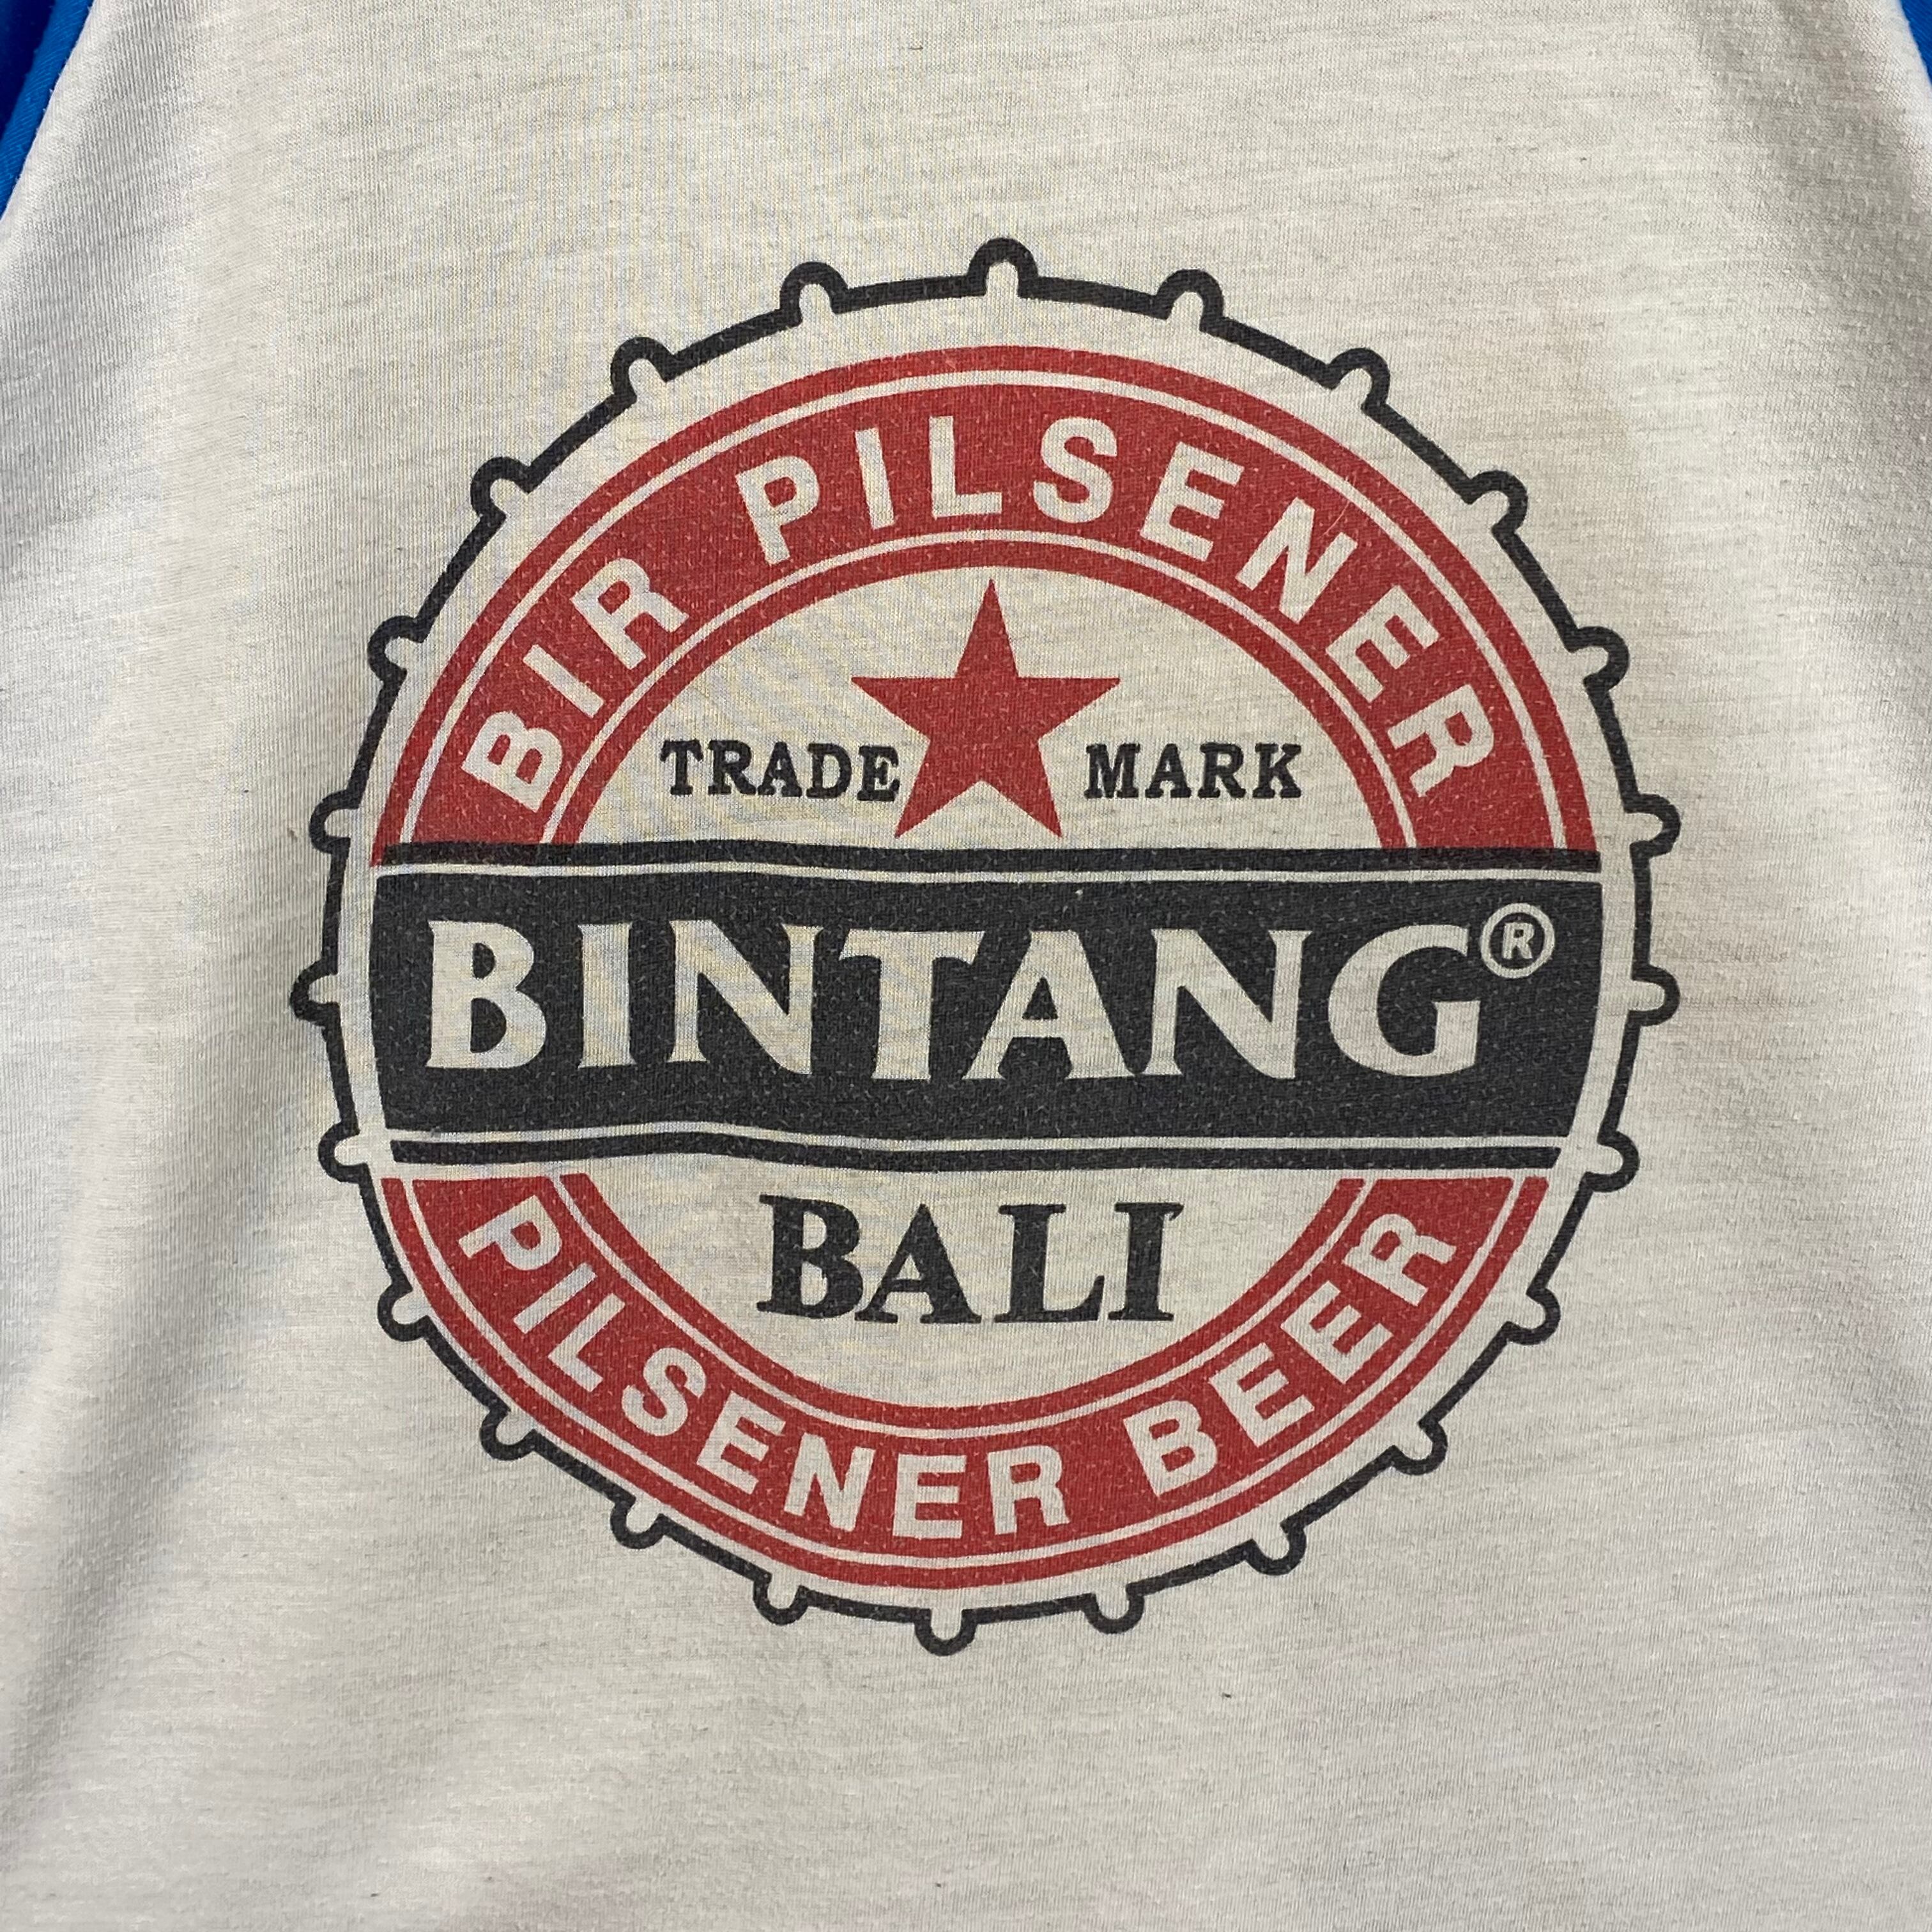 BIR PILSENER
TRADE MARK
BINTANG®
BALI
PILSENER BEER